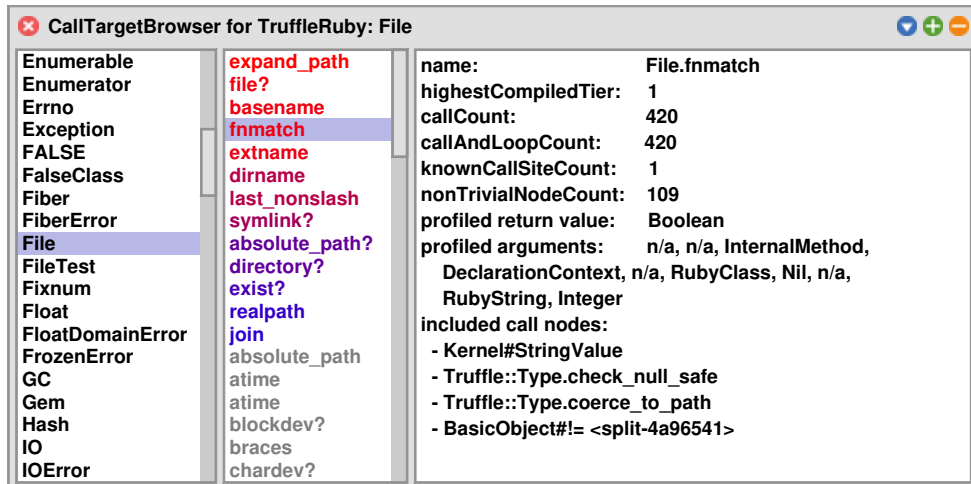 CallTargetBrowser for TruffleRuby: File
Enumerable
Enumerator
Errno
Exception
FALSE
FalseClass
Fiber
FiberError
File
FileTest
Fixnum
Float
FloatDomainError
FrozenError
GC
Gem
Hash
IO
IOError
expand_path
file?
basename
fnmatch
extname
dirname
last_nonslash
symlink?
absolute_path?
directory?
exist?
realpath
join
absolute_path
atime
atime
blockdev?
braces
chardev?
name: File.fnmatch
highestCompiledTier: 1
callCount: 420
callAndLoopCount: 420
knownCallSiteCount: 1
nonTrivialNodeCount: 109
profiled return value: Boolean
profiled arguments: n/a, n/a, InternalMethod,
DeclarationContext, n/a, RubyClass, Nil, n/a,
RubyString, Integer
included call nodes:
- Kernel#StringValue
- Truffle::Type.check_null_safe
- Truffle::Type.coerce_to_path
- BasicObject#!= <split-4a96541>